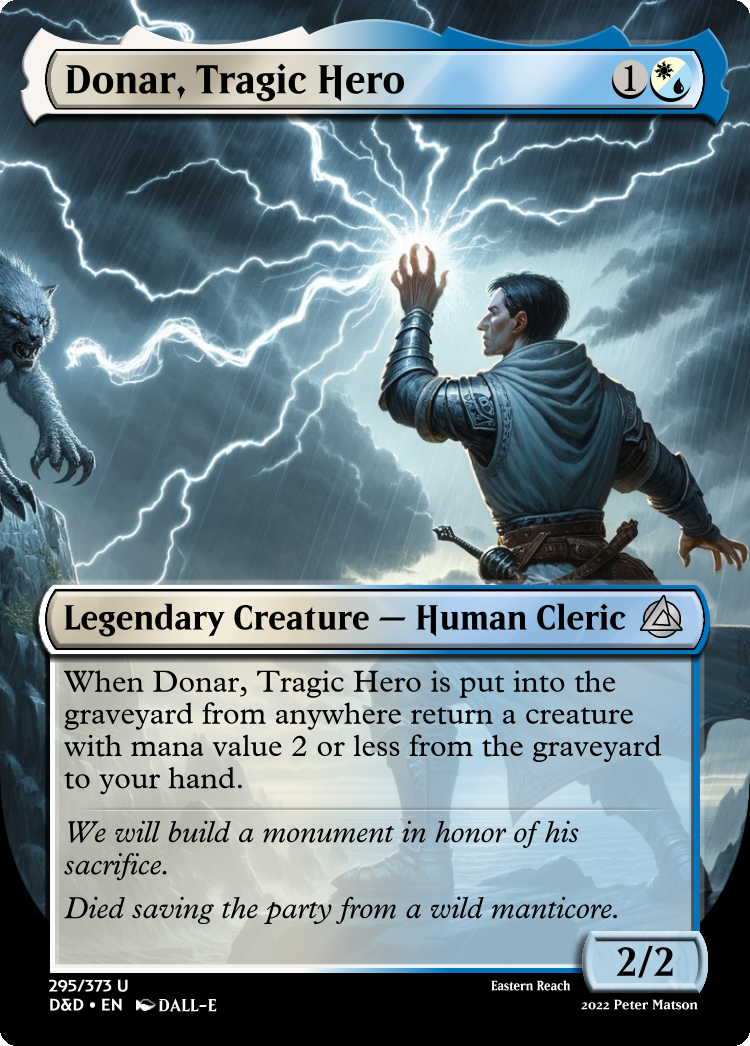 Donar, Tragic Hero 1
Legendary Creature — Human Cleric
When Donar, Tragic Hero is put into the
graveyard from anywhere return a creature
with mana value 2 or less from the graveyard
to your hand.
We will build a monument in honor of his
sacrifice.
Died saving the party from a wild manticore.
2/2
295/373 U
Eastern Reach
D&D • EN DALL-E
2022 Peter Matson